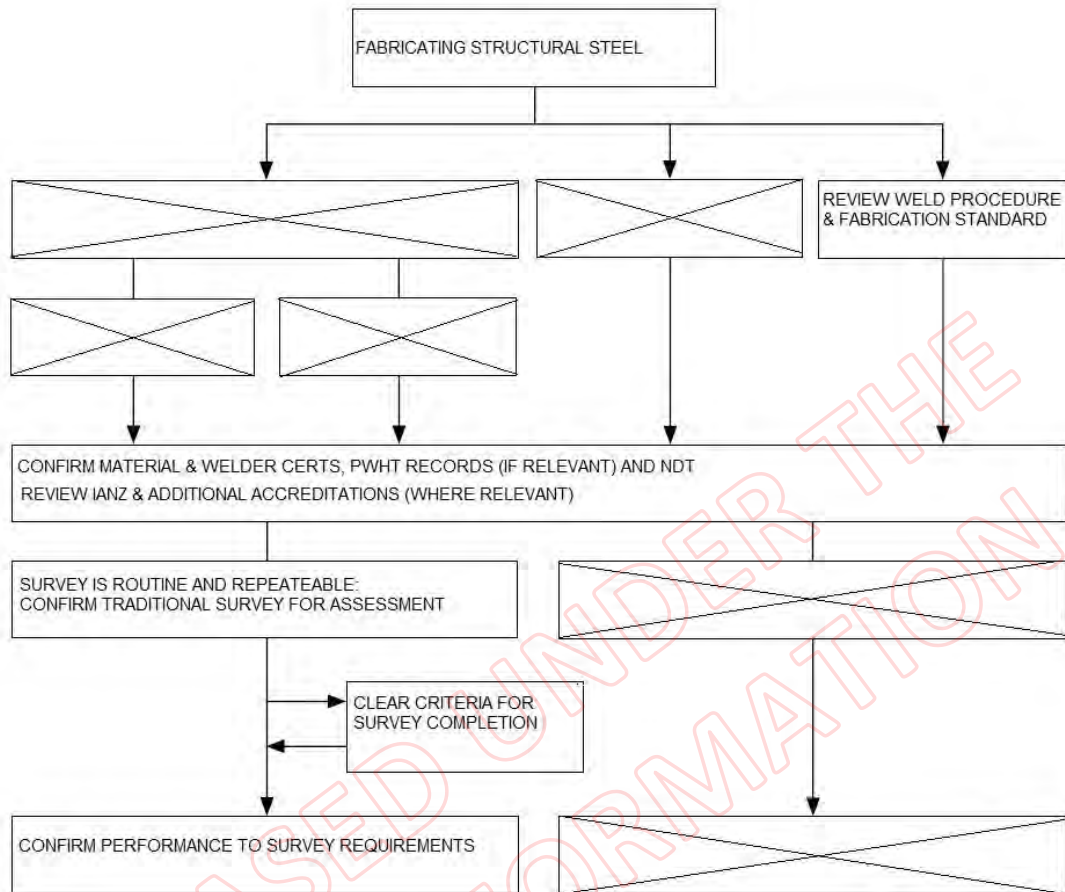 FABRICATING STRUCTURAL STEEL
REVIEW WELD PROCEDURE
& FABRICATION STANDARD
CONFIRM MATERIAL & WELDER CERTS, PWHT RECORDS (IF RELEVANT) AND NDT
REVIEW IANZ & ADDITIONAL ACCREDITATIONS (WHERE RELEVANT)
SURVEY IS ROUTINE AND REPEATEABLE:
CONFIRM TRADITIONAL SURVEY FOR ASSESSMENT
CLEAR CRITERIA FOR
SURVEY COMPLETION
CONFIRM PERFORMANCE TO SURVEY REQUIREMENTS
ASED UNDER THE
ORMATION